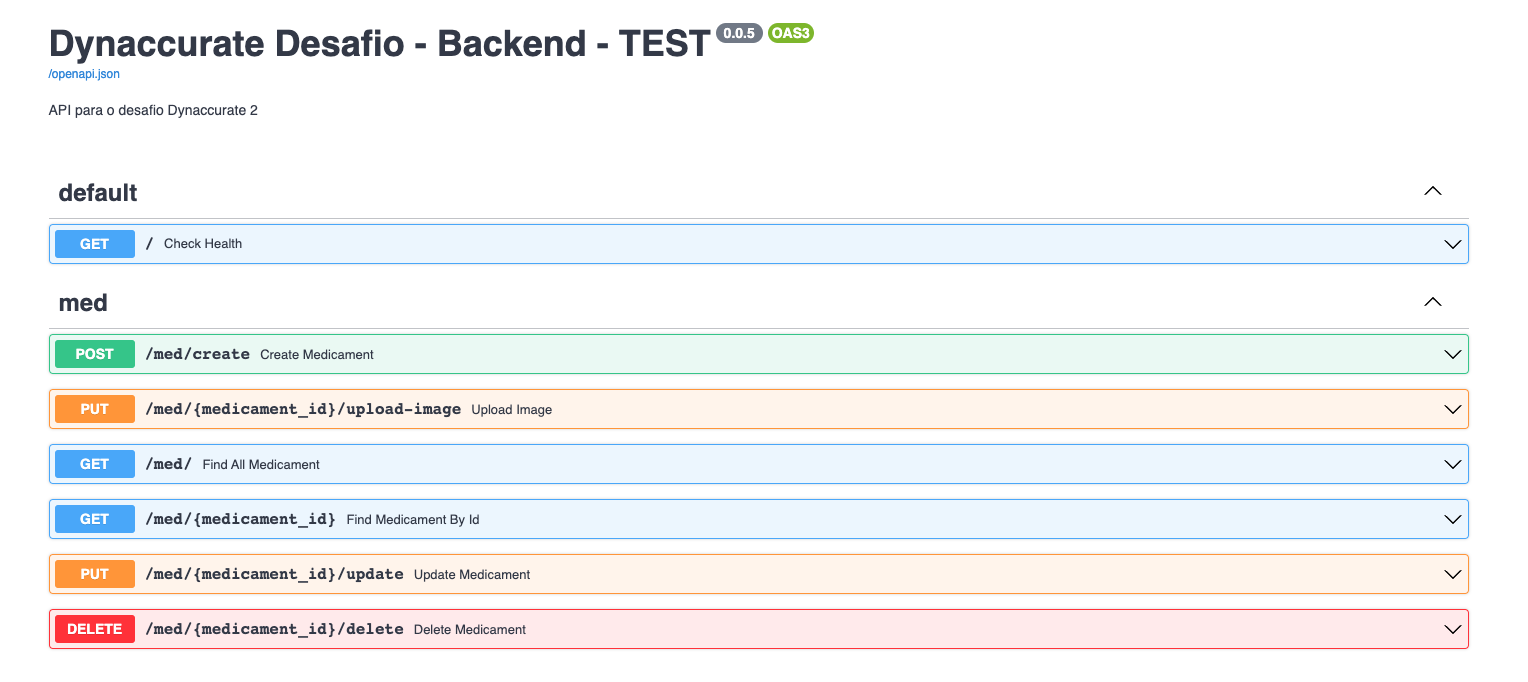 Dynaccurate Desafio - Backend - TEST 0.0.5 OAS3
/openapi.json
API para o desafio Dynaccurate 2
default
GET / Check Health
med
POST /med/create Create Medicament
PUT /med/{medicament_id}/upload-image Upload Image
GET /med/ Find All Medicament
GET /med/{medicament_id} Find Medicament By Id
PUT /med/{medicament_id}/update Update Medicament
DELETE /med/{medicament_id}/delete Delete Medicament